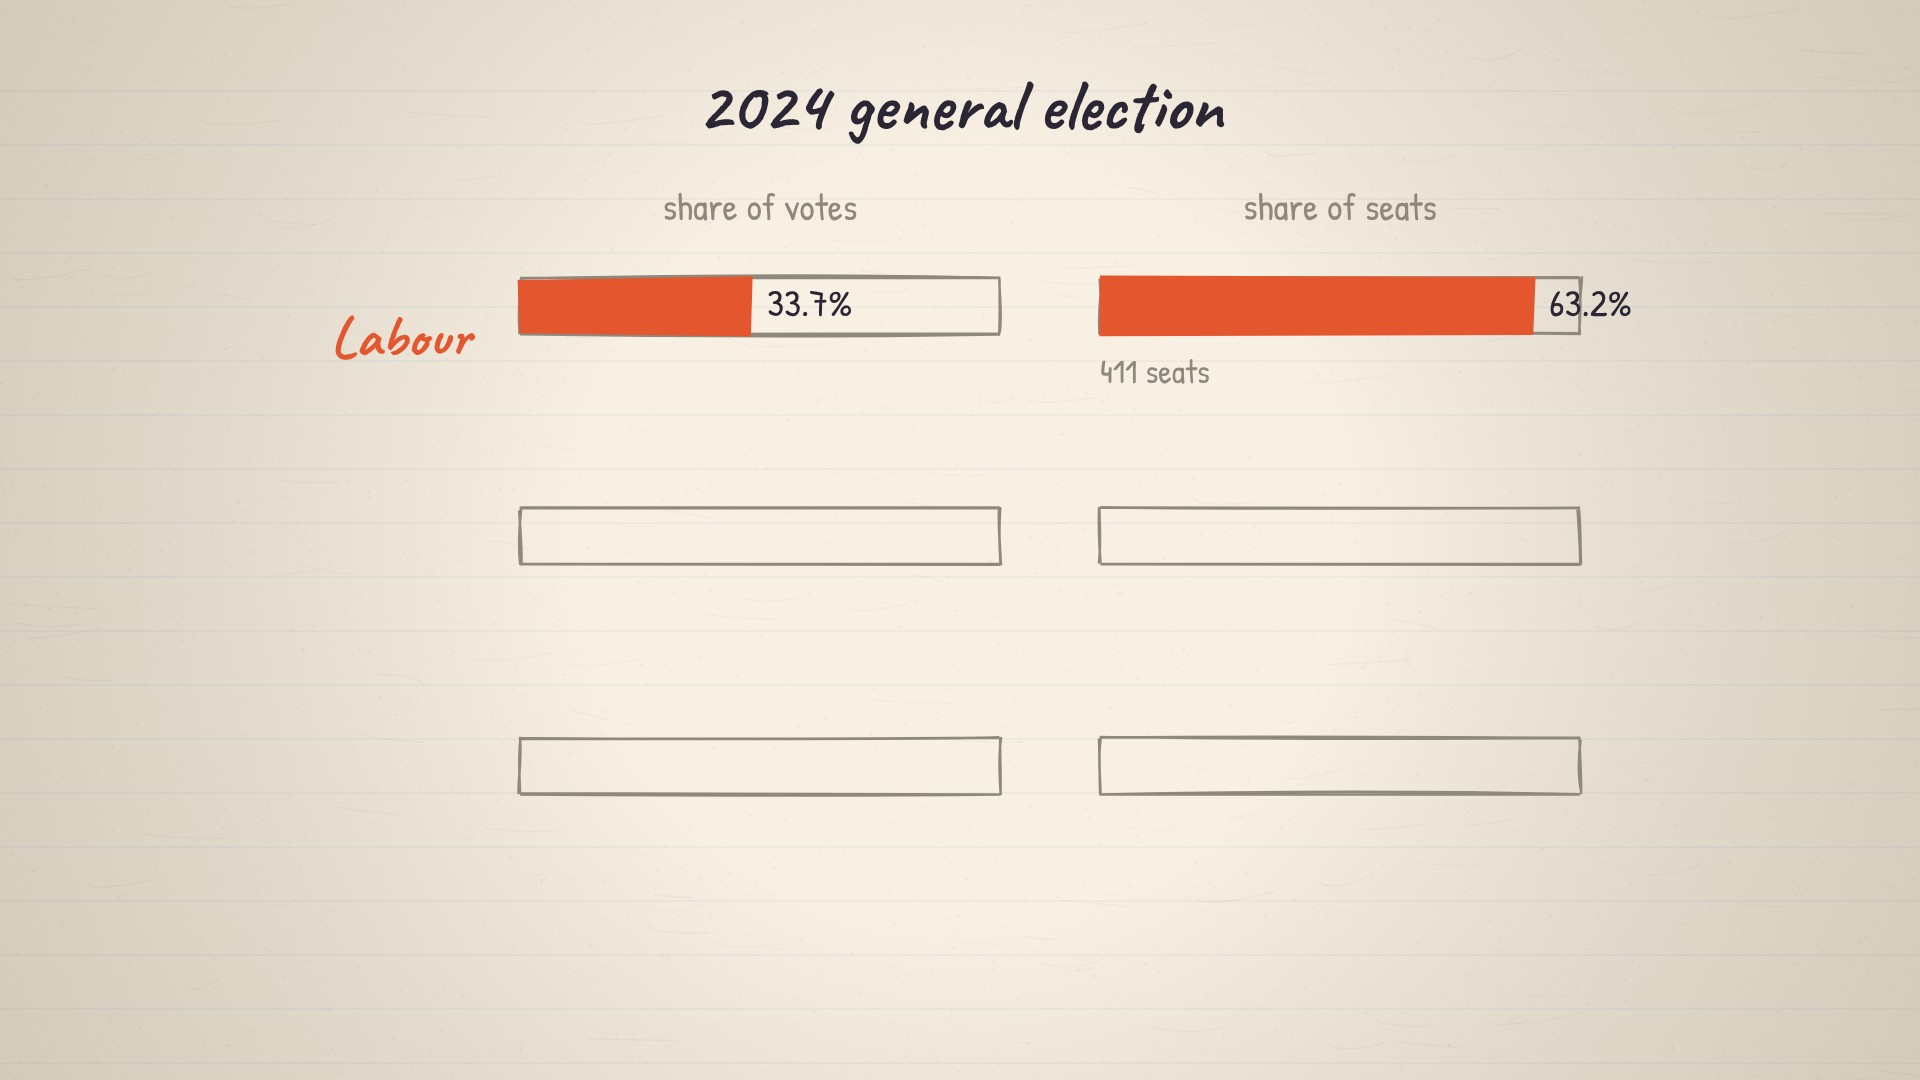 2024 general election
share of votes
share of seats
Labour
33.7%
63.2%
411 seats